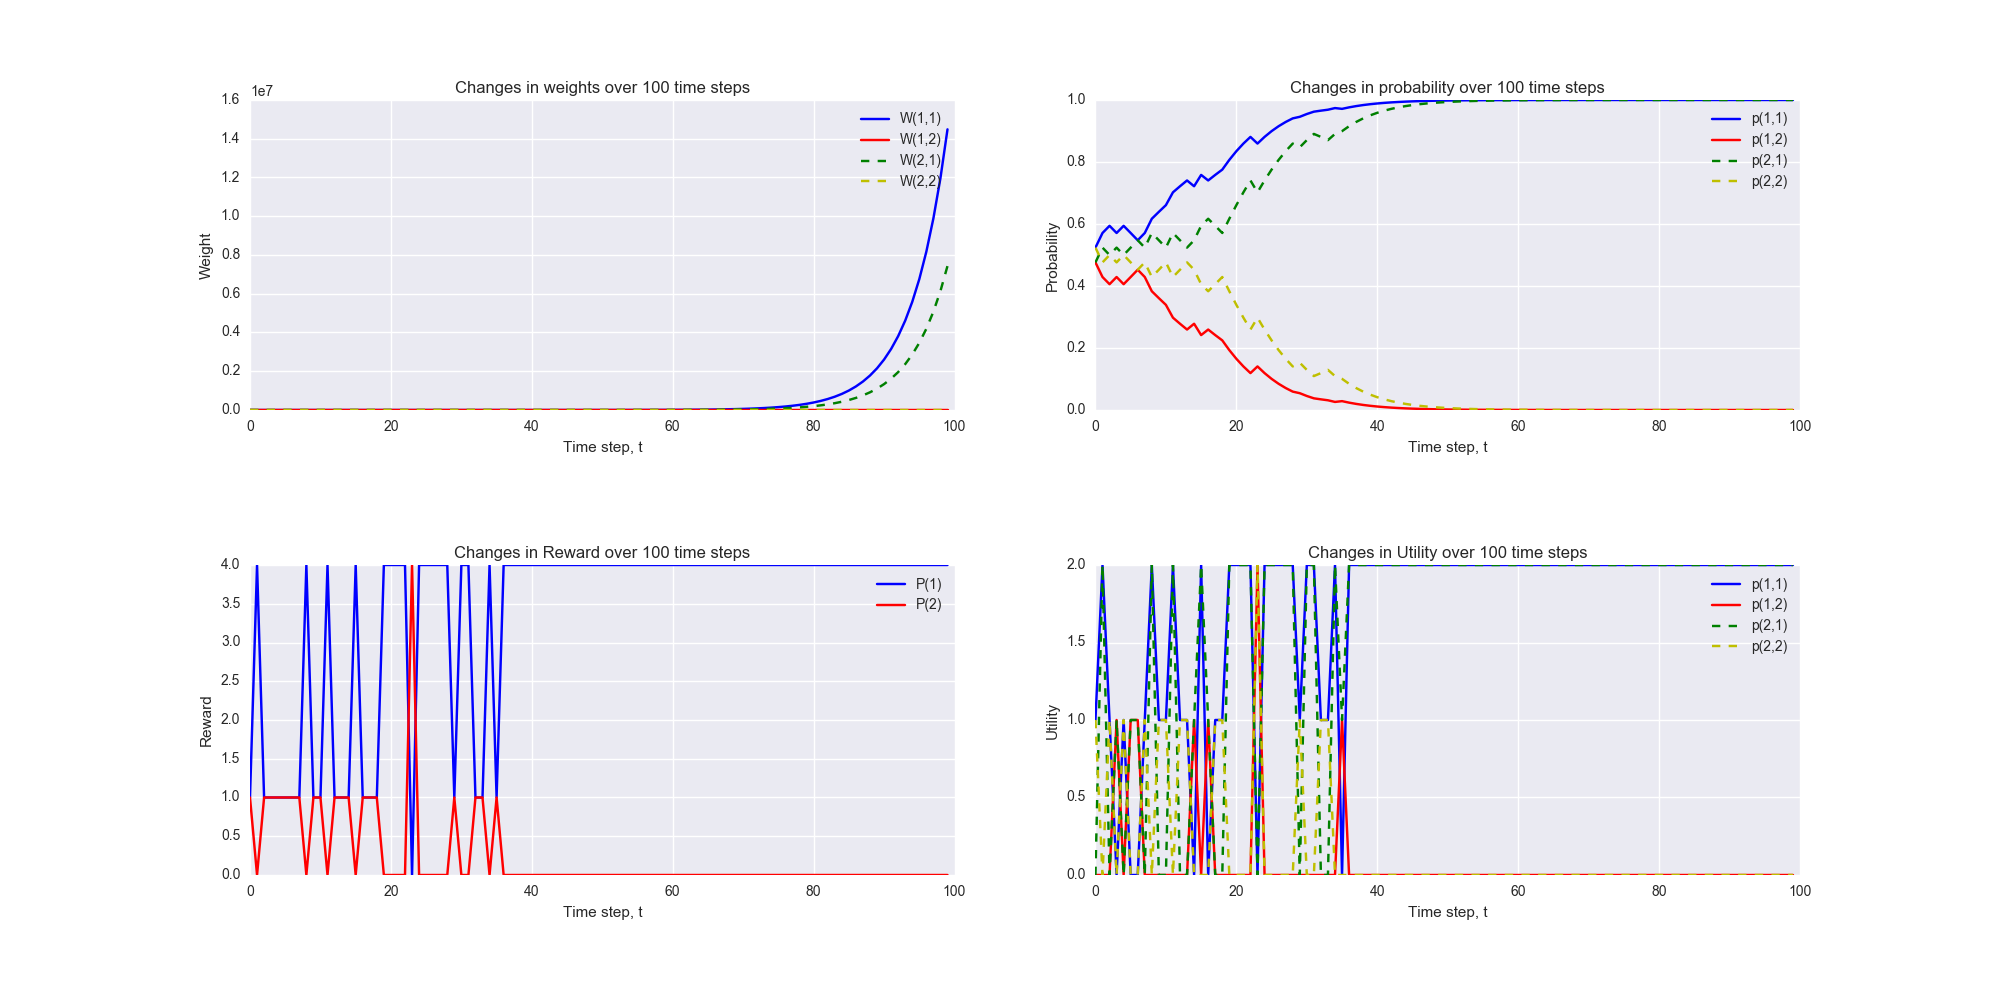 Changes in weights over 100 time steps
1e7
1.6
1.4
1.2
1.0
0.8
0.6
0.4
0.2
0.0
Weight
W(1,1)
W(1,2)
W(2,1)
W(2,2)
0 20 40 60 80 100
Time step, t
Changes in probability over 100 time steps
1.0
0.8
0.6
0.4
0.2
0.0
Probability
p(1,1)
p(1,2)
p(2,1)
p(2,2)
0 20 40 60 80 100
Time step, t
Changes in Reward over 100 time steps
4.0
3.5
3.0
2.5
2.0
1.5
1.0
0.5
0.0
Reward
P(1)
P(2)
0 20 40 60 80 100
Time step, t
Changes in Utility over 100 time steps
2.0
1.5
1.0
0.5
0.0
Utility
p(1,1)
p(1,2)
p(2,1)
p(2,2)
0 20 40 60 80 100
Time step, t